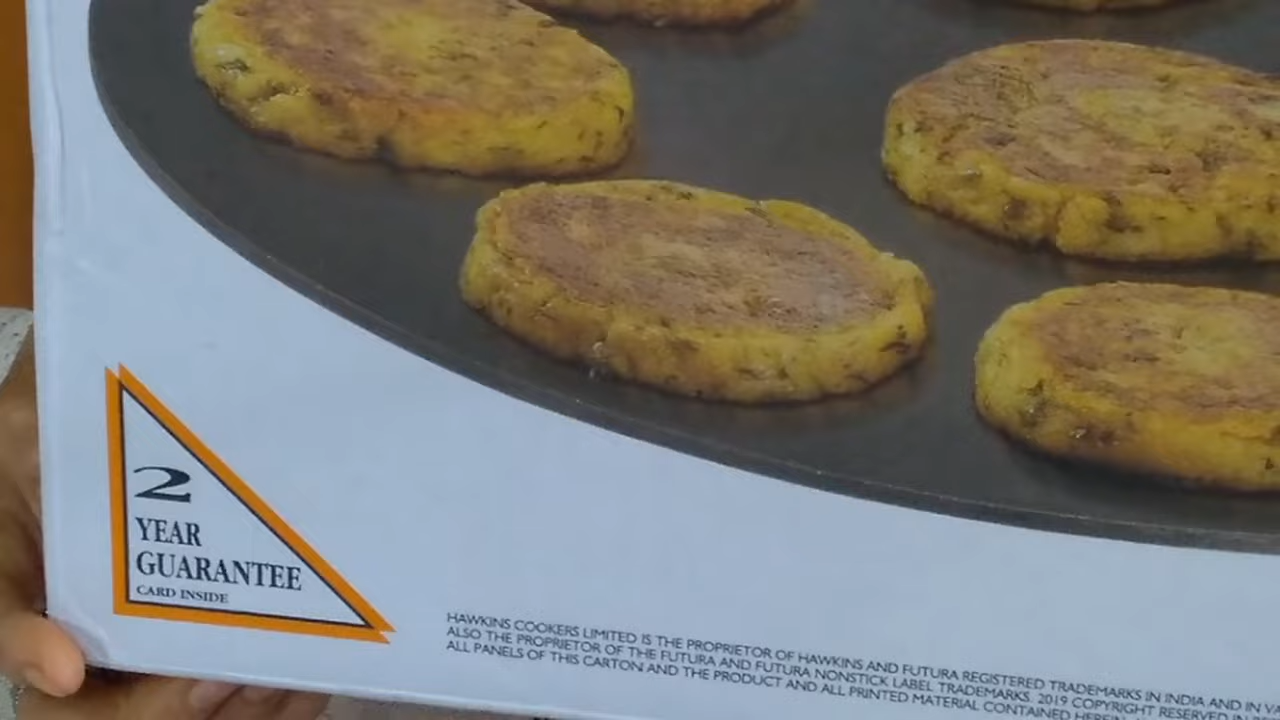 2
YEAR
GUARANTEE
CARD INSIDE
HAWKINS COOKERS LIMITED IS THE PROPRIETOR OF HAWKINS AND FUTURA REGISTERED TRADEMARKS IN INDIA AND IN
ALSO THE PROPRIETOR OF THE FUTURA AND FUTURA NONSTICK LABEL TRADEMARKS. 2019 COPYRIGHT RESERVED
ALL PANELS OF THIS CARTON AND THE PRODUCT AND ALL PRINTED MATERIAL CONTAINED